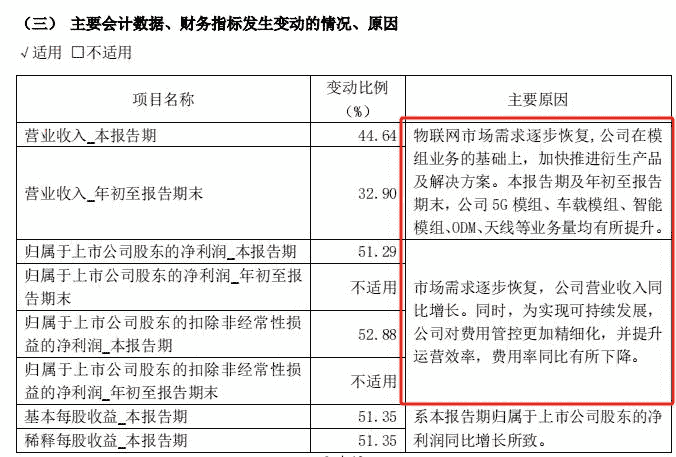 （三） 主要会计数据、财务指标发生变动的情况、原因
√适用 □不适用
项目名称
变动比例
（%）
主要原因
营业收入_本报告期
44.64
营业收入_年初至报告期末
32.90
物联网市场需求逐步恢复,公司在模
组业务的基础上，加快推进衍生产品
及解决方案。本报告期及年初至报告
期末，公司 5G 模组、车载模组、智能
模组、ODM、天线等业务量均有所提升。
归属于上市公司股东的净利润_本报告期
51.29
归属于上市公司股东的净利润_年初至报
告期末
不适用
归属于上市公司股东的扣除非经常性损
益的净利润_本报告期
52.88
归属于上市公司股东的扣除非经常性损
益的净利润_年初至报告期末
不适用
市场需求逐步恢复，公司营业收入同
比增长。同时，为实现可持续发展，
公司对费用管控更加精细化，并提升
运营效率，费用率同比有所下降。
基本每股收益_本报告期
51.35
稀释每股收益_本报告期
51.35
系本报告期归属于上市公司股东的净
利润同比增长所致。